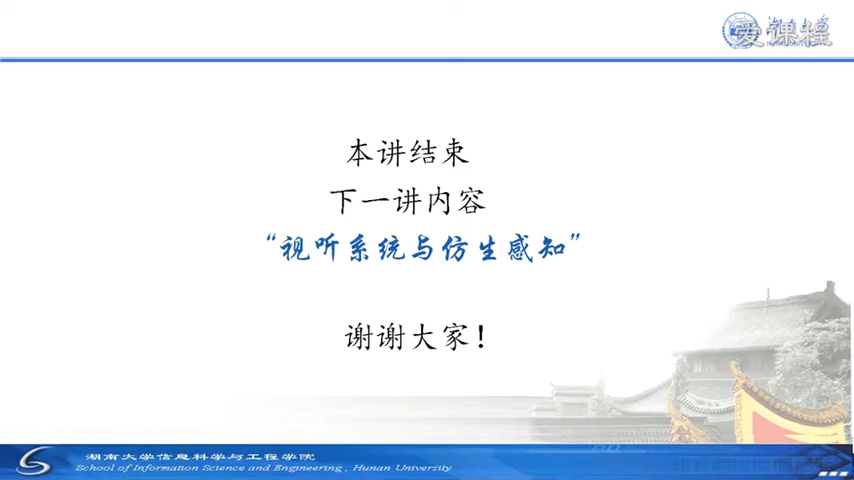 爱课程
本讲结束
下一讲内容
“视听系统与仿生感知”
谢谢大家!
湖南大学信息科学与工程学院
School of Information Science and Engineering , Hunan University